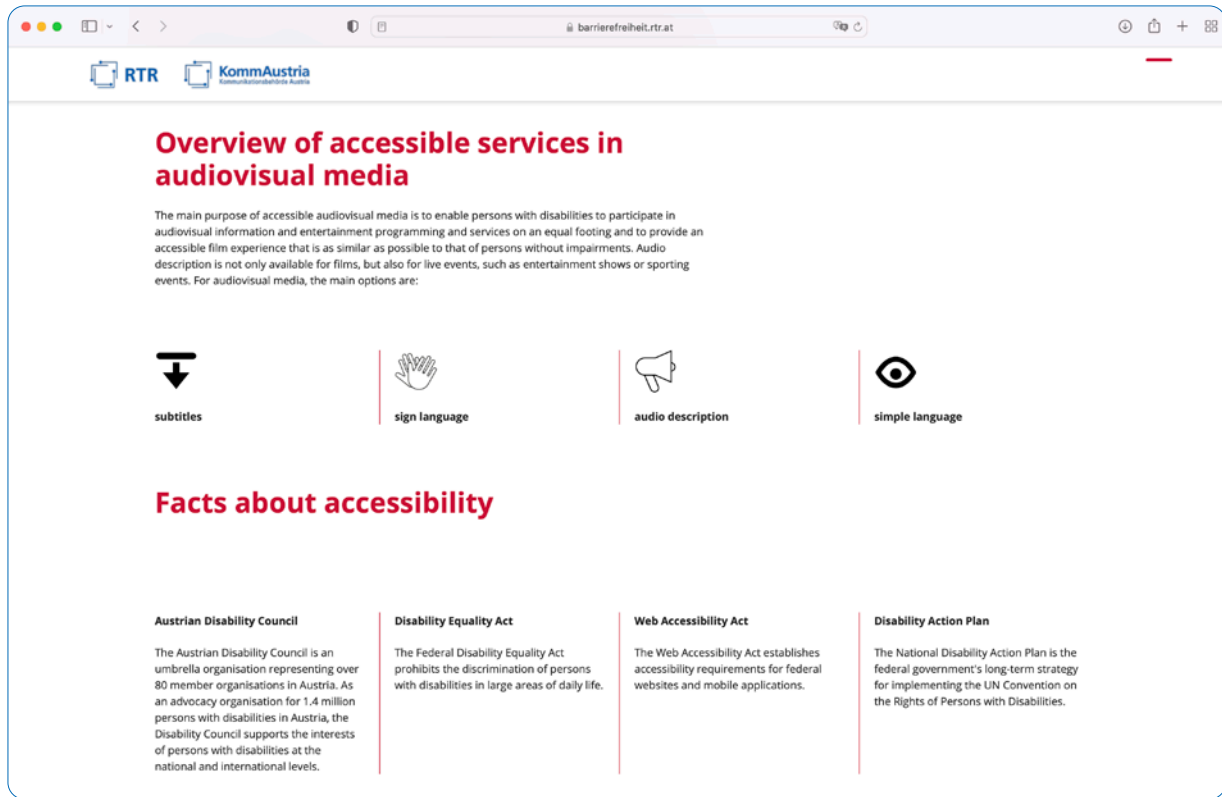 barrierefreiheit.rtr.at
RTR
KommAustria
Kommunikationsbehörde Austria
Overview of accessible services in
audiovisual media
The main purpose of accessible audiovisual media is to enable persons with disabilities to participate in
audiovisual information and entertainment programming and services on an equal footing and to provide an
accessible film experience that is as similar as possible to that of persons without impairments. Audio
description is not only available for films, but also for live events, such as entertainment shows or sporting
events. For audiovisual media, the main options are:
subtitles
sign language
audio description
simple language
Facts about accessibility
Austrian Disability Council
The Austrian Disability Council is an
umbrella organisation representing over
80 member organisations in Austria. As
an advocacy organisation for 1.4 million
persons with disabilities in Austria, the
Disability Council supports the interests
of persons with disabilities at the
national and international levels.
Disability Equality Act
The Federal Disability Equality Act
prohibits the discrimination of persons
with disabilities in large areas of daily life.
Web Accessibility Act
The Web Accessibility Act establishes
accessibility requirements for federal
websites and mobile applications.
Disability Action Plan
The National Disability Action Plan is the
federal government's long-term strategy
for implementing the UN Convention on
the Rights of Persons with Disabilities.